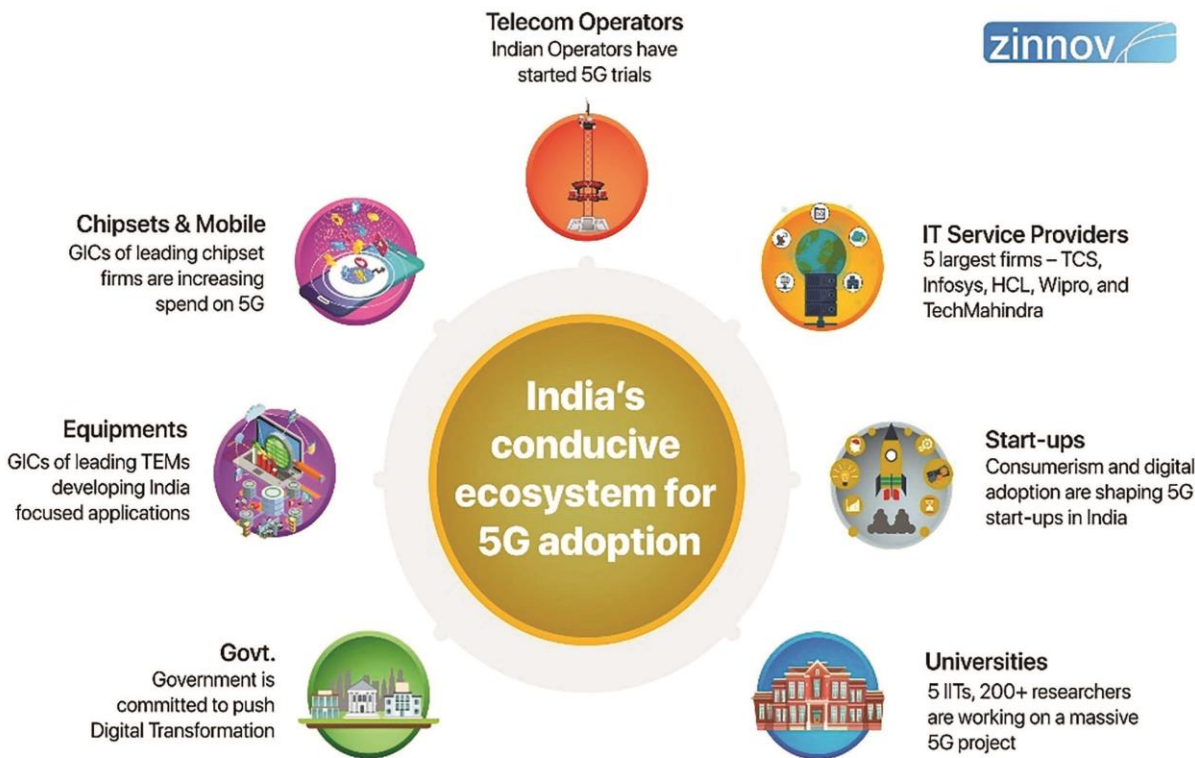 Telecom Operators
Indian Operators have
started 5G trials
zinnov
Chipsets & Mobile
GICs of leading chipset
firms are increasing
spend on 5G
IT Service Providers
5 largest firms – TCS,
Infosys, HCL, Wipro, and
TechMahindra
India's
conducive
ecosystem for
5G adoption
Equipments
GICs of leading TEMs
developing India
focused applications
Start-ups
Consumerism and digital
adoption are shaping 5G
start-ups in India
Govt.
Government is
committed to push
Digital Transformation
Universities
5 IITs, 200+ researchers
are working on a massive
5G project